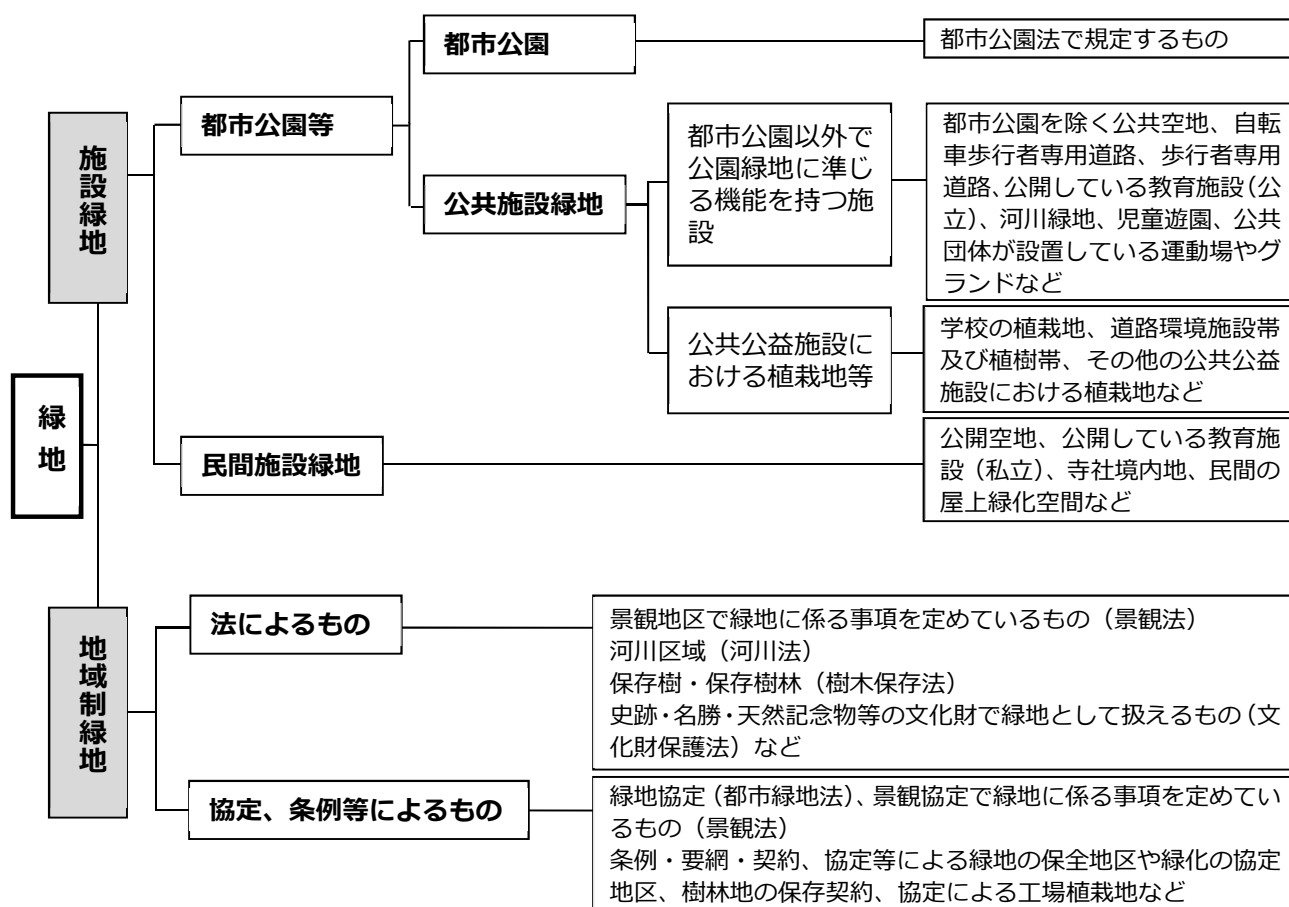 都市公園
都市公園法で規定するもの
施設緑地
都市公園等
都市公園以外で
公園緑地に準じ
る機能を持つ施
設
都市公園を除く公共空地、自転
車歩行者専用道路、歩行者専用
道路、公開している教育施設（公
立）、河川緑地、児童遊園、公共
団体が設置している運動場やグ
ランドなど
公共施設緑地
公共公益施設に
おける植栽地等
学校の植栽地、道路環境施設帯
及び植樹帯、その他の公共公益
施設における植栽地など
緑地
民間施設緑地
公開空地、公開している教育施
設（私立）、寺社境内地、民間の
屋上緑化空間など
地域制緑地
法によるもの
景観地区で緑地に係る事項を定めているもの（景観法）
河川区域（河川法）
保存樹・保存樹林（樹木保存法）
史跡・名勝・天然記念物等の文化財で緑地として扱えるもの（文
化財保護法）など
協定、条例等によるもの
緑地協定（都市緑地法）、景観協定で緑地に係る事項を定めてい
るもの（景観法）
条例・要綱・契約、協定等による緑地の保全地区や緑化の協定
地区、樹林地の保存契約、協定による工場植栽地など